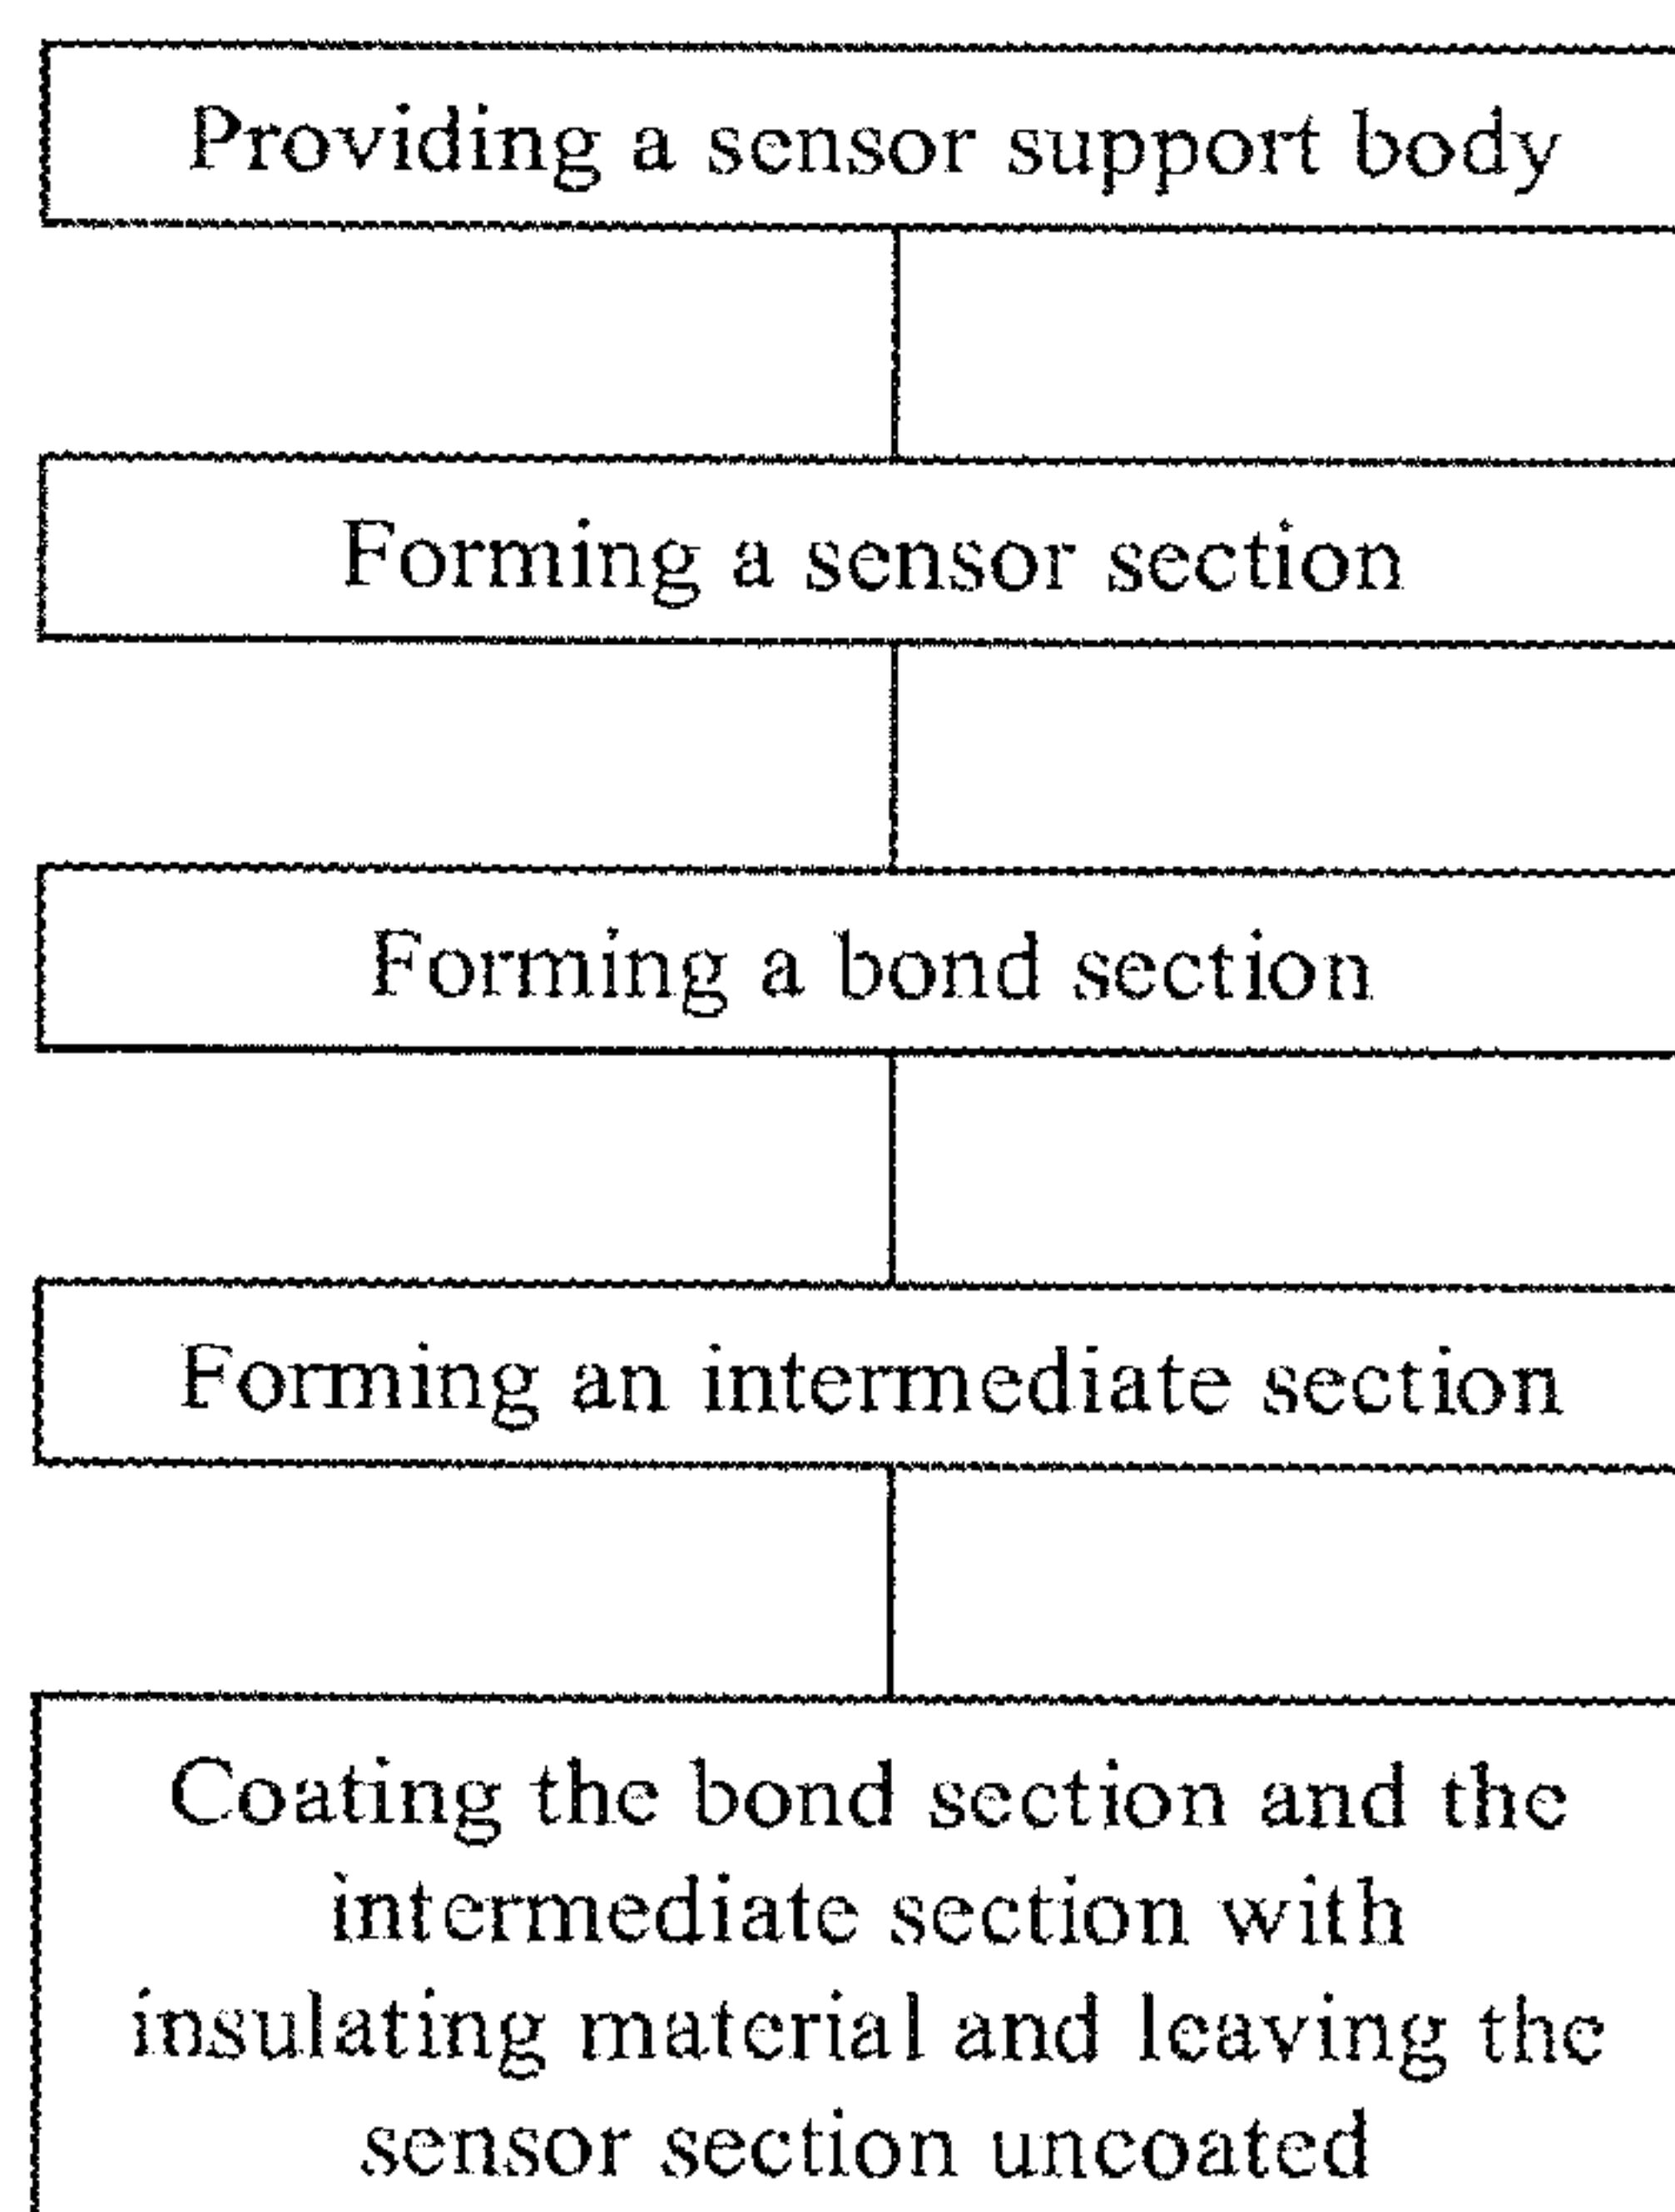 Providing a sensor support body
Forming a sensor section
Forming a bond section
Forming an intermediate section
Coating the bond section and the
intermediate section with
insulating material and leaving the
sensor section uncoated